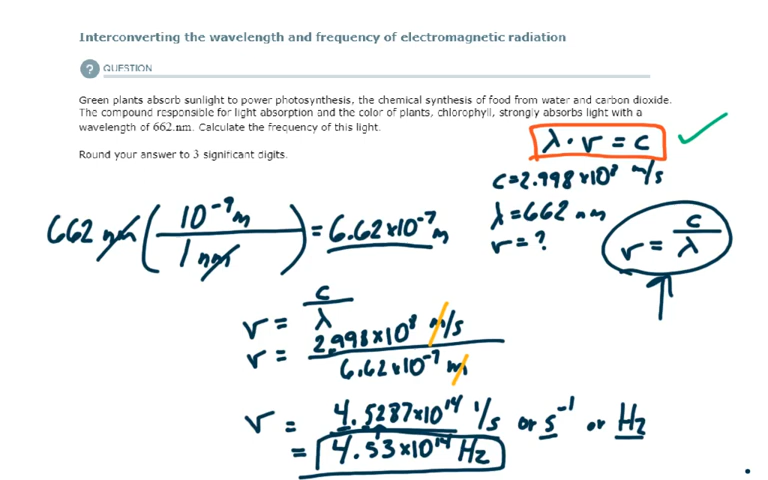 Interconverting the wavelength and frequency of electromagnetic radiation
? QUESTION
Green plants absorb sunlight to power photosynthesis, the chemical synthesis of food from water and carbon dioxide.
The compound responsible for light absorption and the color of plants, chlorophyll, strongly absorbs light with a
wavelength of 662.nm. Calculate the frequency of this light.
Round your answer to 3 significant digits.
λ · ν = c
c = 2.998×10⁸ m/s
λ = 662 nm
ν = ?
ν = c/λ
662 nm (10⁻⁹ m / 1 nm) = 6.62×10⁻⁷ m
ν = c/λ
ν = 2.998×10⁸ m/s / 6.62×10⁻⁷ m
ν = 4.5287×10¹⁴ 1/s or s⁻¹ or Hz
= 4.53×10¹⁴ Hz